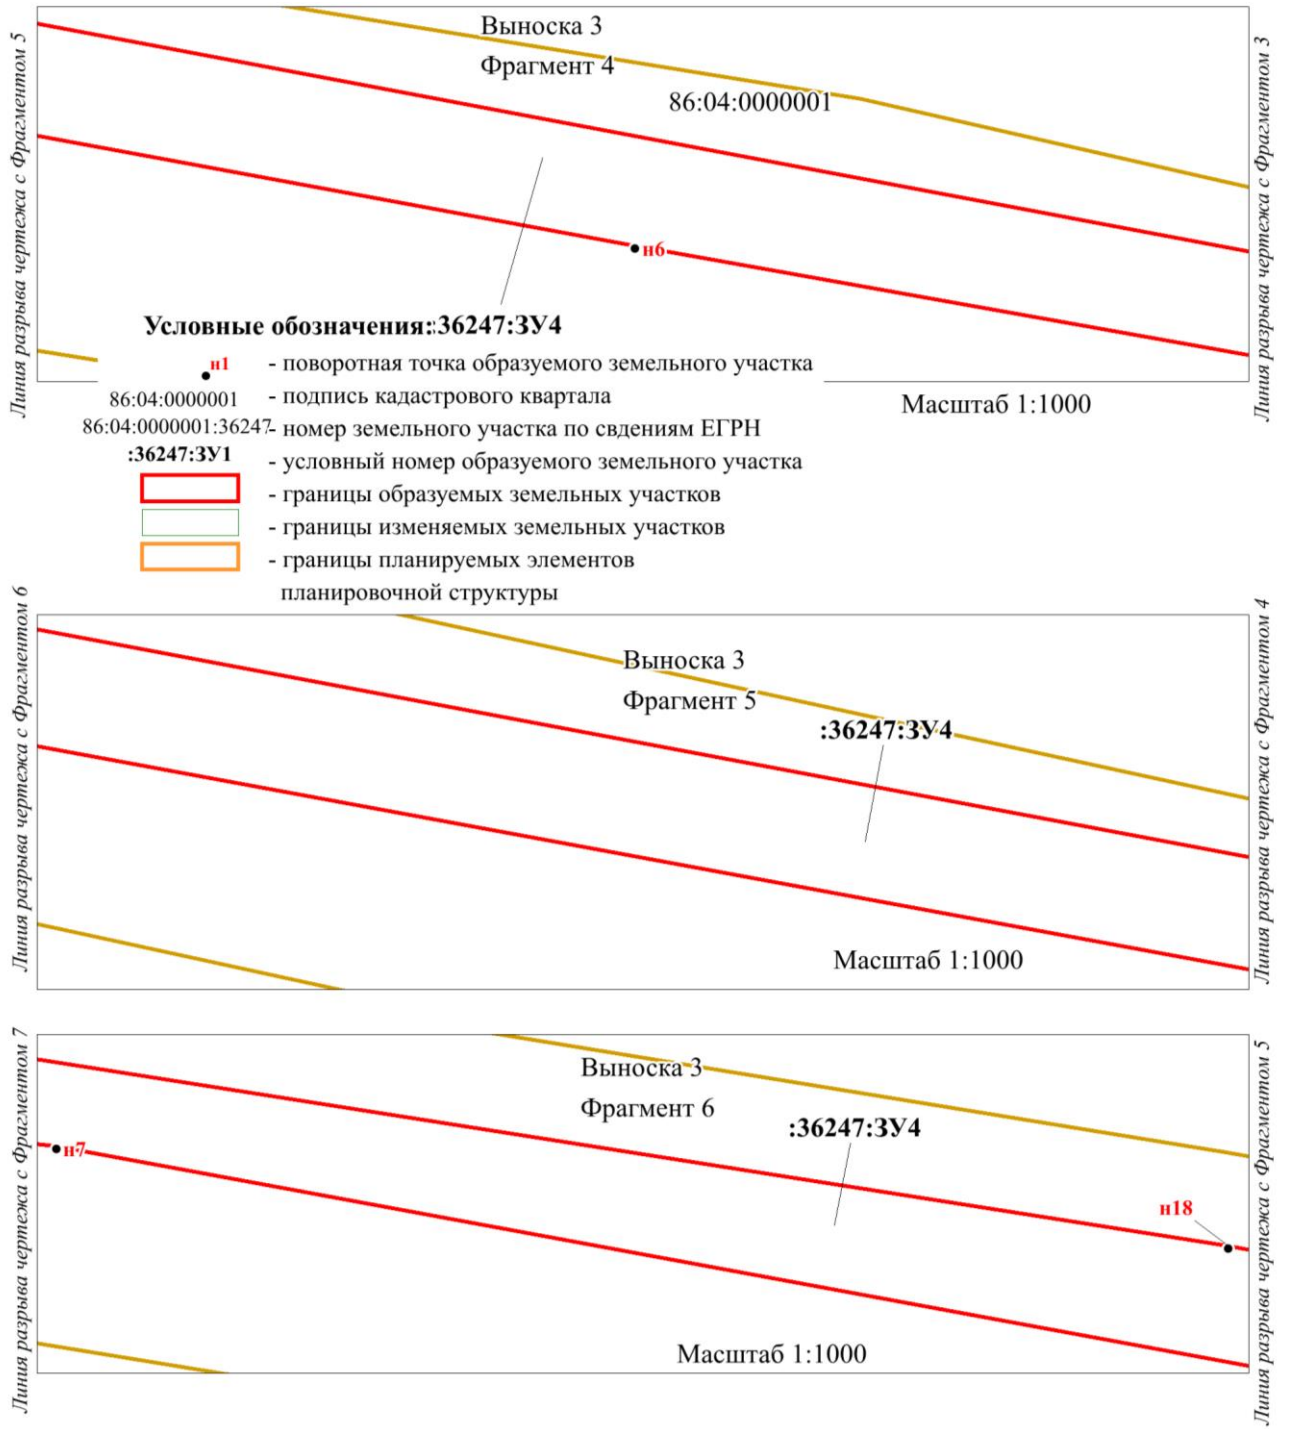 Линия разрыва чертежа с Фрагментом 5
Выноска 3
Фрагмент 4
86:04:0000001
Линия разрыва чертежа с Фрагментом 3
н6
Условные обозначения:
:36247:ЗУ4
н1
- поворотная точка образуемого земельного участка
86:04:0000001
- подпись кадастрового квартала
86:04:0000001:36247
- номер земельного участка по свдениям ЕГРН
:36247:ЗУ1
- условный номер образуемого земельного участка
- границы образуемых земельных участков
- границы изменяемых земельных участков
- границы планируемых элементов
планировочной структуры
Масштаб 1:1000
Линия разрыва чертежа с Фрагментом 6
Выноска 3
Фрагмент 5
:36247:ЗУ4
Масштаб 1:1000
Линия разрыва чертежа с Фрагментом 4
Линия разрыва чертежа с Фрагментом 7
Выноска 3
Фрагмент 6
:36247:ЗУ4
н7
н18
Масштаб 1:1000
Линия разрыва чертежа с Фрагментом 5